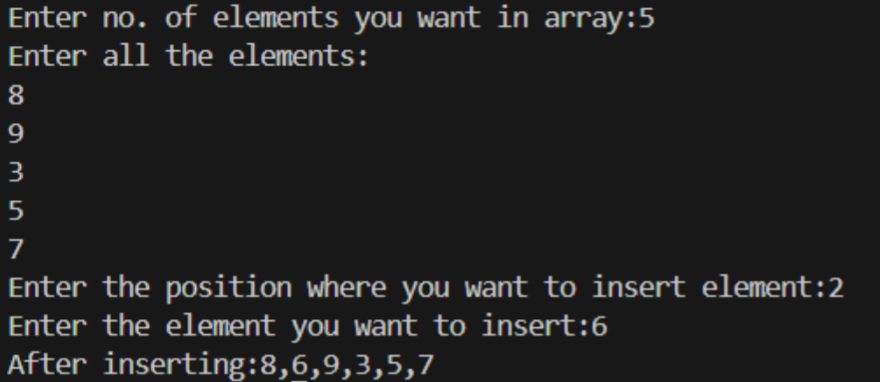 Enter no. of elements you want in array:5
Enter all the elements:
8
9
3
5
7
Enter the position where you want to insert element:2
Enter the element you want to insert:6
After inserting:8,6,9,3,5,7